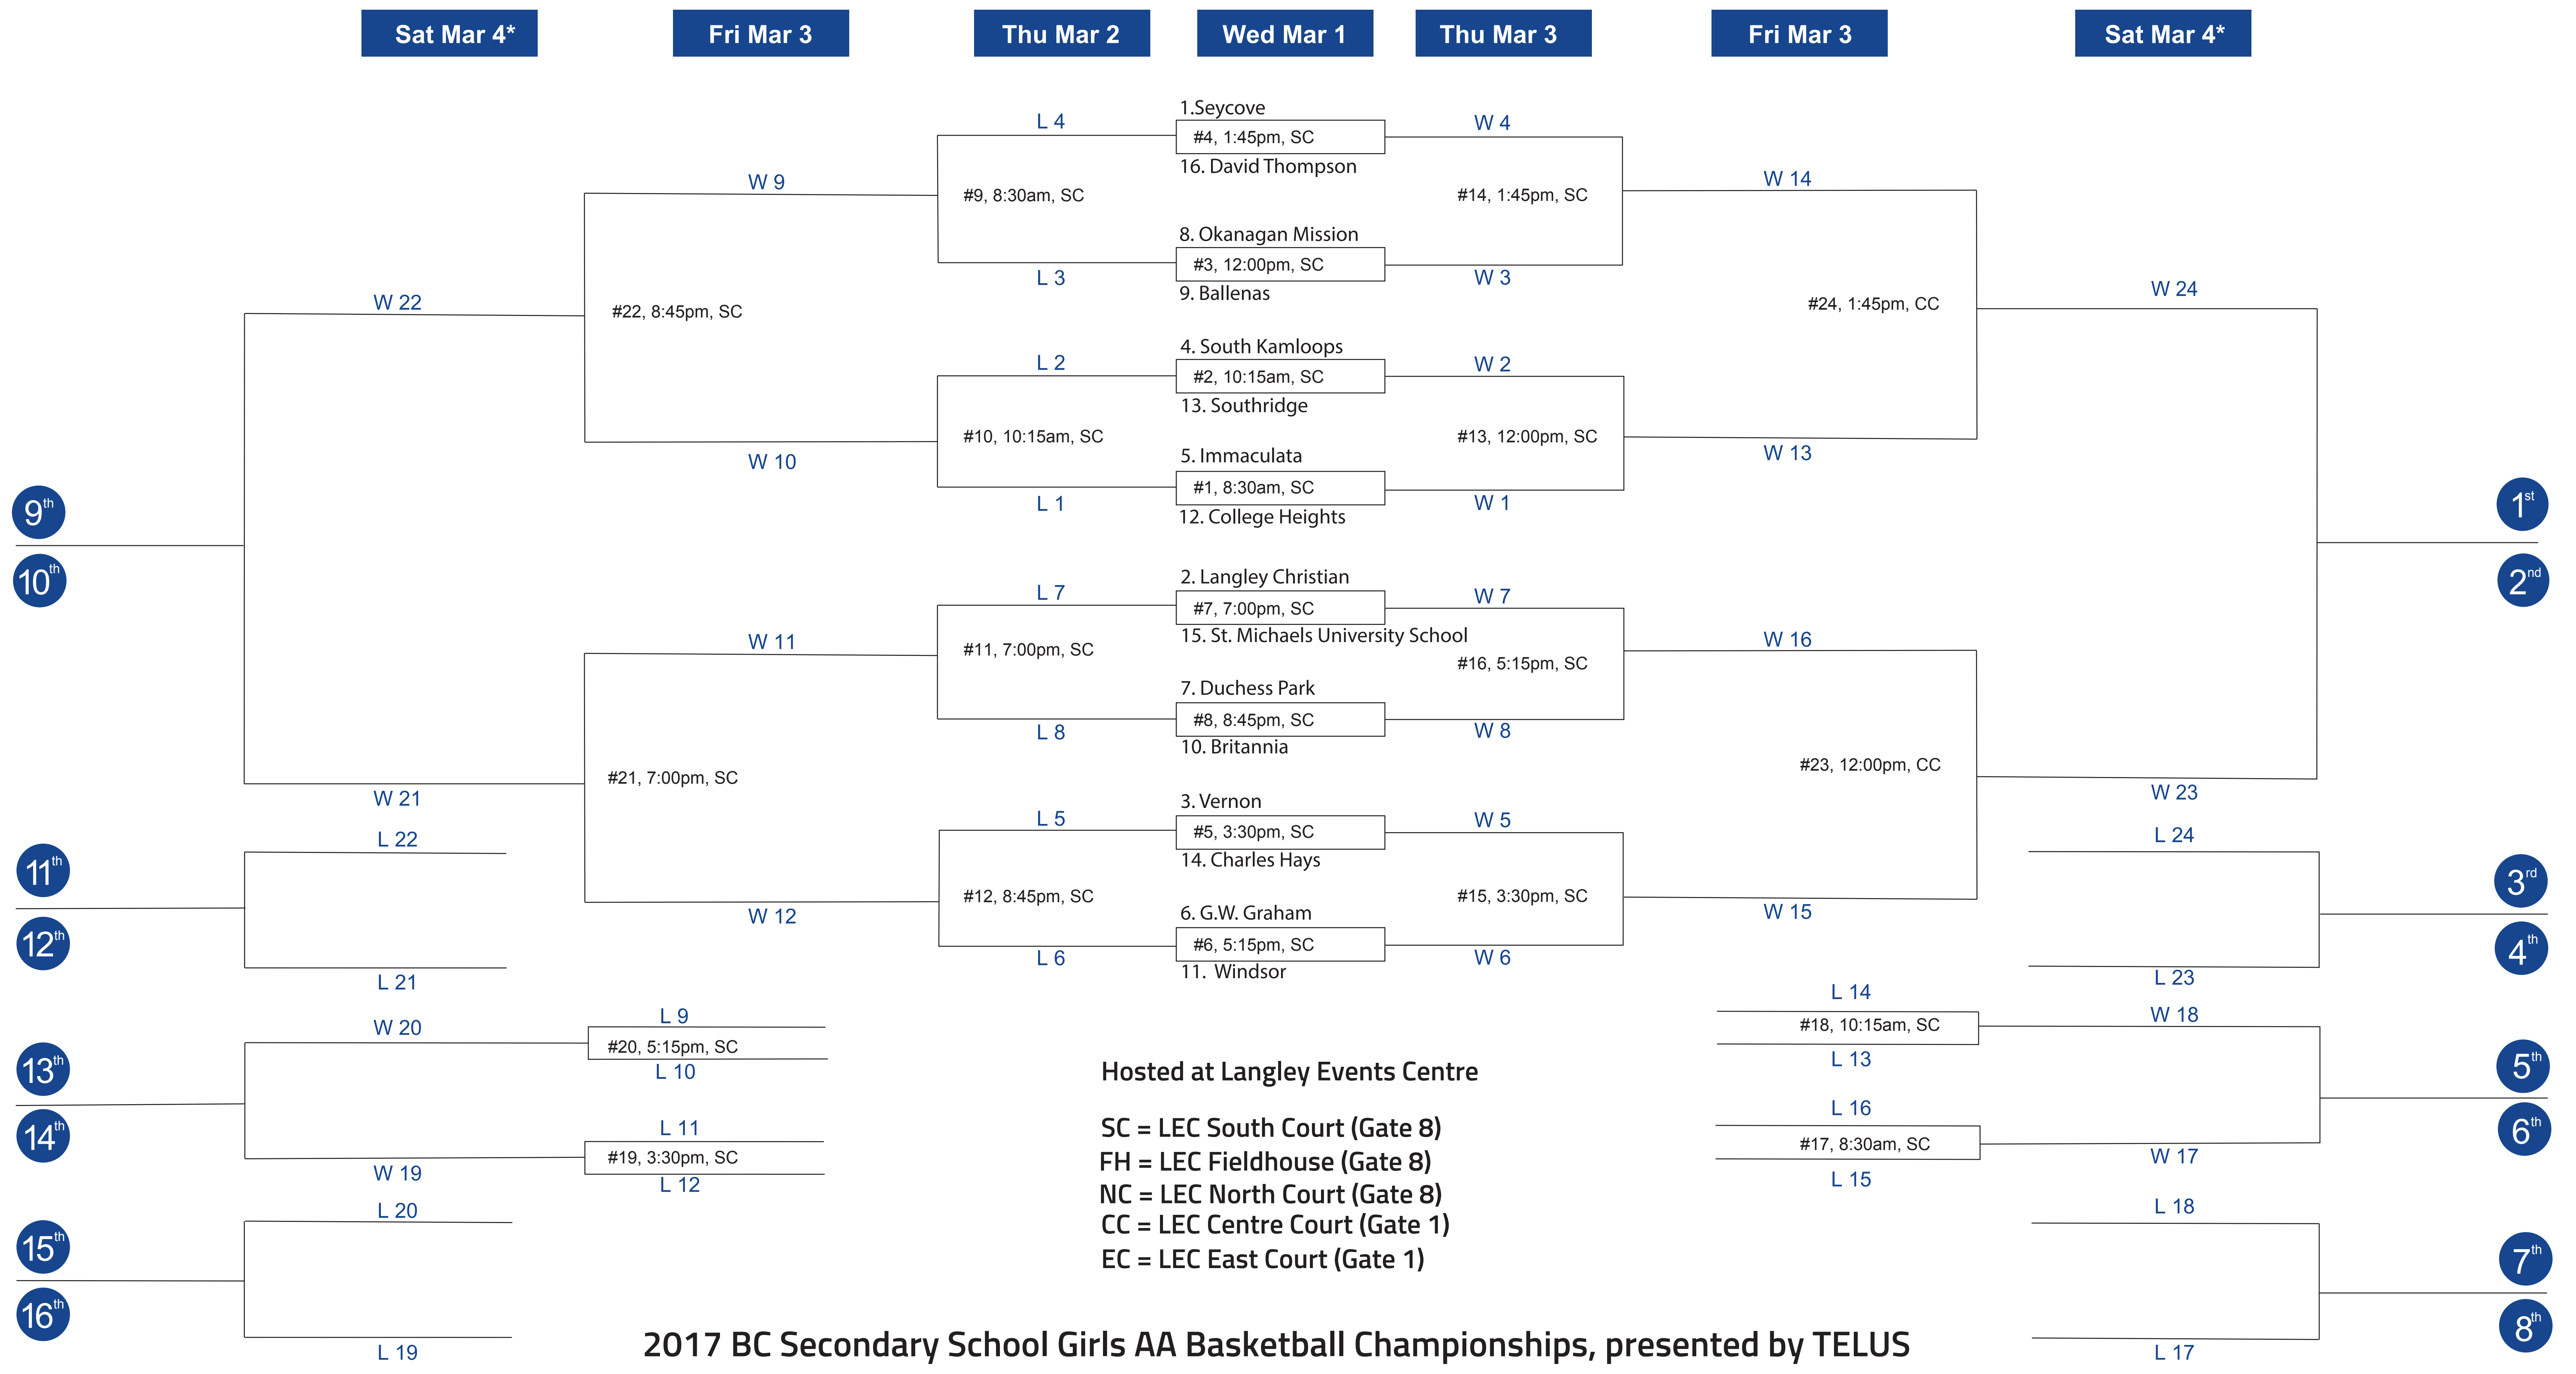 Sat Mar 4*
Fri Mar 3
Thu Mar 2
Wed Mar 1
Thu Mar 3
Fri Mar 3
Sat Mar 4*
1.Seycove
L 4
#4, 1:45pm, SC
W 4
16. David Thompson
W 9
#9, 8:30am, SC
#14, 1:45pm, SC
W 14
8. Okanagan Mission
#3, 12:00pm, SC
L 3
W 3
9. Ballenas
W 22
#22, 8:45pm, SC
#24, 1:45pm, CC
W 24
4. South Kamloops
L 2
#2, 10:15am, SC
W 2
13. Southridge
#10, 10:15am, SC
#13, 12:00pm, SC
W 10
5. Immaculata
W 13
#1, 8:30am, SC
L 1
W 1
12. College Heights
9th
10th
1st
2nd
2. Langley Christian
L 7
#7, 7:00pm, SC
W 7
15. St. Michaels University School
W 11
#11, 7:00pm, SC
#16, 5:15pm, SC
W 16
7. Duchess Park
#8, 8:45pm, SC
L 8
W 8
10. Britannia
#21, 7:00pm, SC
#23, 12:00pm, CC
W 21
W 23
3. Vernon
L 5
#5, 3:30pm, SC
W 5
14. Charles Hays
L 22
L 24
11th
12th
3rd
4th
#12, 8:45pm, SC
#15, 3:30pm, SC
W 12
W 15
6. G.W. Graham
#6, 5:15pm, SC
L 6
W 6
11. Windsor
L 21
L 23
W 20
L 9
#20, 5:15pm, SC
L 10
L 14
#18, 10:15am, SC
L 13
W 18
13th
14th
5th
6th
L 11
#19, 3:30pm, SC
L 12
W 19
L 16
#17, 8:30am, SC
L 15
W 17
Hosted at Langley Events Centre
SC = LEC South Court (Gate 8)
FH = LEC Fieldhouse (Gate 8)
NC = LEC North Court (Gate 8)
CC = LEC Centre Court (Gate 1)
EC = LEC East Court (Gate 1)
L 20
L 18
15th
16th
7th
8th
L 19
L 17
2017 BC Secondary School Girls AA Basketball Championships, presented by TELUS